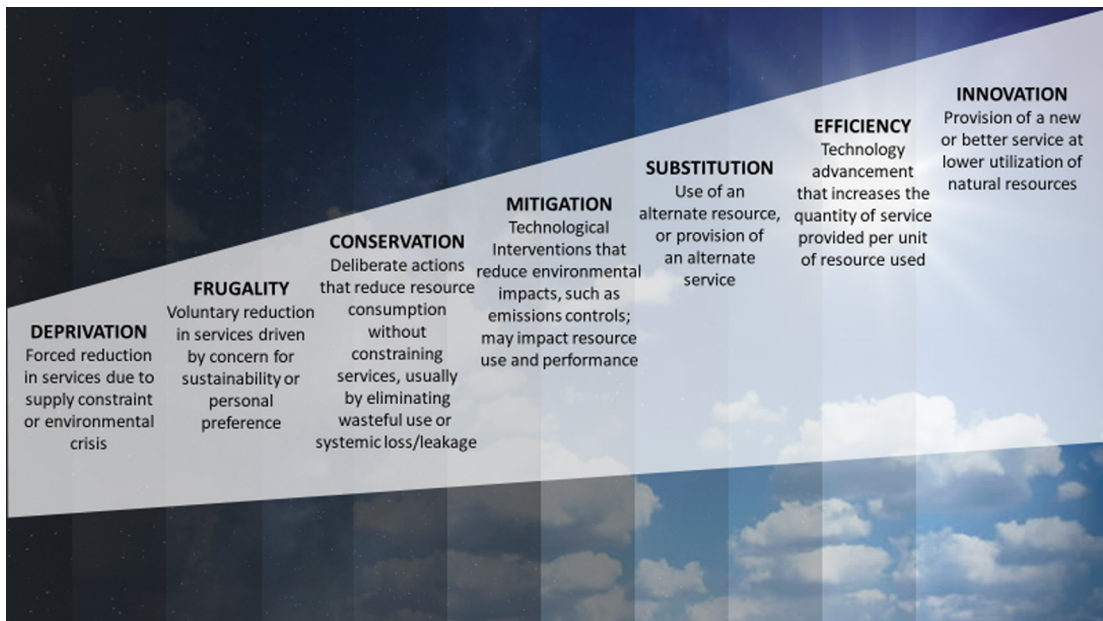 DEPRIVATION
Forced reduction
in services due to
supply constraint
or environmental
crisis
FRUGALITY
Voluntary reduction
in services driven
by concern for
sustainability or
personal
preference
CONSERVATION
Deliberate actions
that reduce resource
consumption
without
constraining
services, usually
by eliminating
wasteful use or
systemic loss/leakage
MITIGATION
Technological
Interventions that
reduce environmental
impacts, such as
emissions controls;
may impact resource
use and performance
SUBSTITUTION
Use of an
alternate resource,
or provision of
an alternate
service
EFFICIENCY
Technology
advancement
that increases the
quantity of service
provided per unit
of resource used
INNOVATION
Provision of a new
or better service at
lower utilization of
natural resources